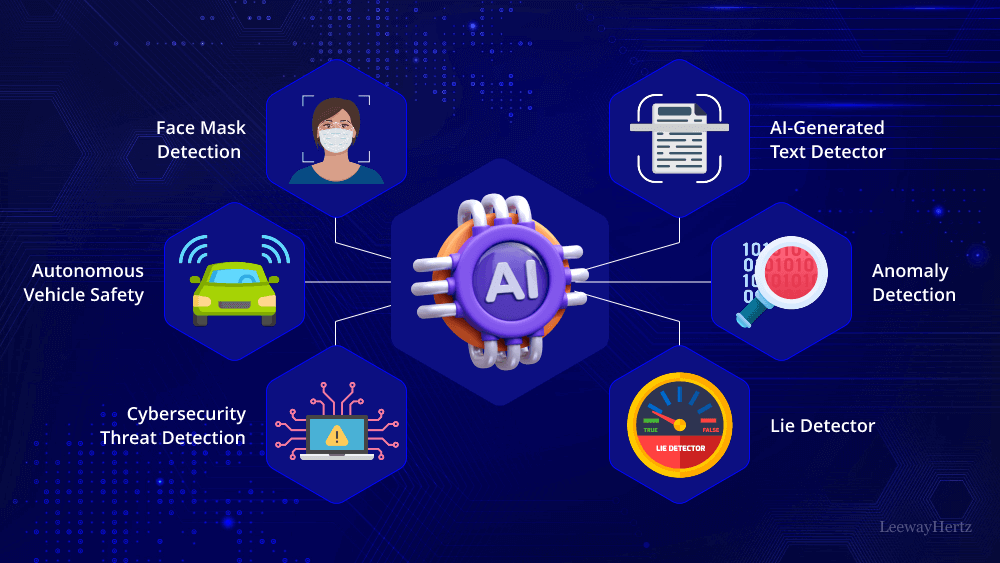 Face Mask
Detection
AI-Generated
Text Detector
Autonomous
Vehicle Safety
AI
Anomaly
Detection
Cybersecurity
Threat Detection
TRUE
FALSE
LIE DETECTOR
Lie Detector
LeewayHertz